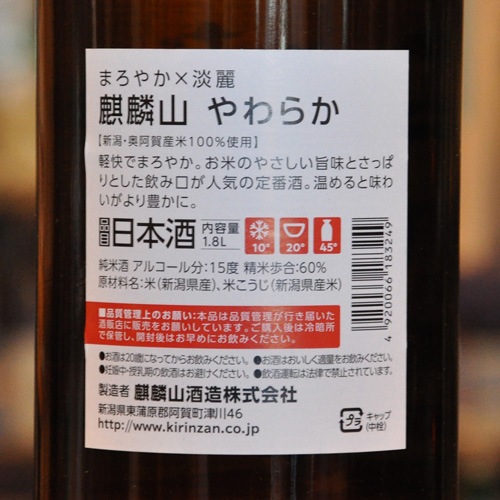 まろやか×淡麗
麒麟山 やわらか
【新潟・奥阿賀産米100%使用】
軽快でまろやか。お米のやさしい旨味とさっぱ
りとした飲み口が人気の定番酒。温めると味わ
いがより豊かに。
國酒 日本酒 内容量
1.8L
10° 20° 45°
純米酒 アルコール分:15度 精米歩合:60%
原材料名:米(新潟県産)、米こうじ(新潟県産米)
■品質管理上のお願い:本品は品質管理が行き届いた
酒販店に販売をお願いしています。ご購入後は冷暗所
で保管し、開封後はお早めにお飲みください。
●お酒は20歳になってからお飲みください。 ●お酒はおいしく適量をお飲みください。
●妊娠中・授乳期の飲酒はお避けください。 ●飲酒運転は法律で禁止されています。
製造者 麒麟山酒造株式会社
新潟県東蒲原郡阿賀町津川46
http://www.kirinzan.co.jp
プラ キャップ
(中栓)
4920066183249